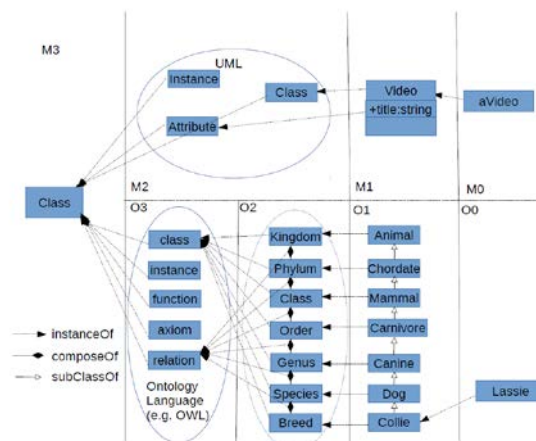 M3
UML
Instance
Class
Video
+title:string
aVideo
Attribute
Class
M2
M1
M0
O3
O2
O1
O0
class
Kingdom
Animal
instance
Phylum
Chordate
function
Class
Mammal
axiom
Order
Carnivore
relation
Genus
Canine
Species
Dog
Lassie
Breed
Collie
instanceOf
composeOf
subClassOf
Ontology
Language
(e.g. OWL)